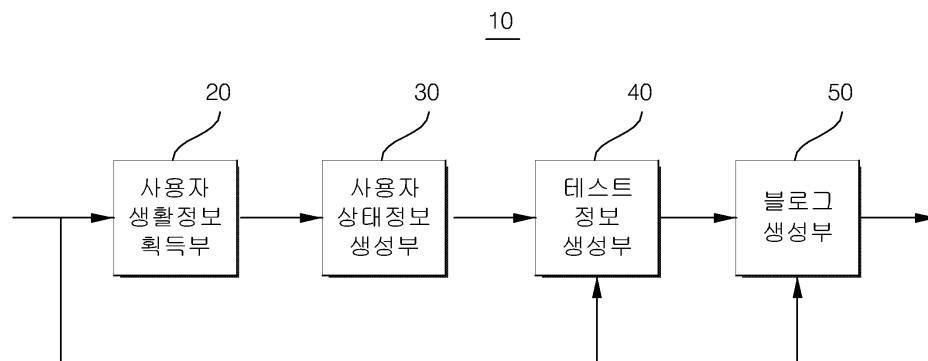 10
20
30
40
50
사용자
생활정보
획득부
사용자
상태정보
생성부
테스트
정보
생성부
블로그
생성부